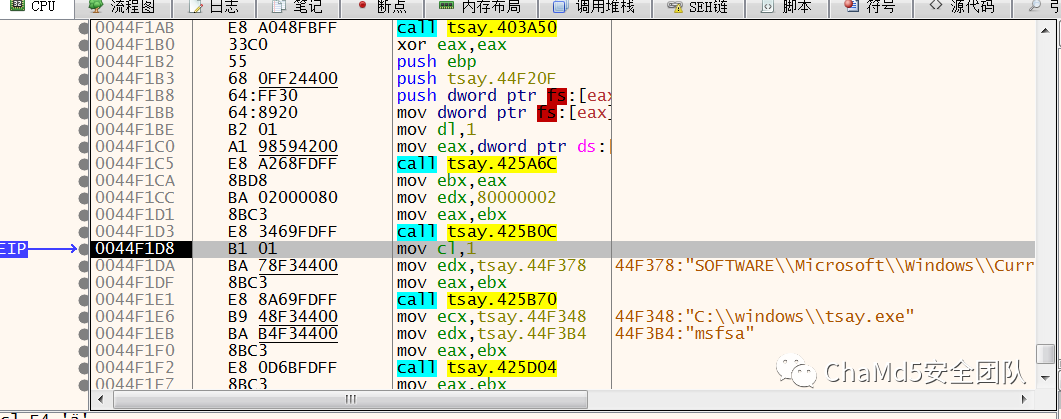 CPU 流程图 日志 笔记 断点 内存布局 调用堆栈 SEH链 脚本 符号 源代码
0044F1AB E8 A048FBFF call tsay.403A50
0044F1B0 33C0 xor eax,eax
0044F1B2 55 push ebp
0044F1B3 68 0FF24400 push tsay.44F20F
0044F1B8 64:FF30 push dword ptr fs:[eax
0044F1BB 64:8920 mov dword ptr fs:[eax]
0044F1BE B2 01 mov dl,1
0044F1C0 A1 98594200 mov eax,dword ptr ds:[
0044F1C5 E8 A268FDFF call tsay.425A6C
0044F1CA 8BD8 mov ebx,eax
0044F1CC BA 02000080 mov edx,80000002
0044F1D1 8BC3 mov eax,ebx
0044F1D3 E8 3469FDFF call tsay.425B0C
EIP 0044F1D8 B1 01 mov cl,1
0044F1DA BA 78F34400 mov edx,tsay.44F378 44F378:"SOFTWARE\\Microsoft\\Windows\\Curr
0044F1DF 8BC3 mov eax,ebx
0044F1E1 E8 8A69FDFF call tsay.425B70
0044F1E6 B9 48F34400 mov ecx,tsay.44F348 44F348:"C:\\windows\\tsay.exe"
0044F1EB BA B4F34400 mov edx,tsay.44F3B4 44F3B4:"msfsa"
0044F1F0 8BC3 mov eax,ebx
0044F1F2 E8 0D6BFDFF call tsay.425D04
0044F1F7 8BC3 mov eax,ebx
ChaMd5安全团队